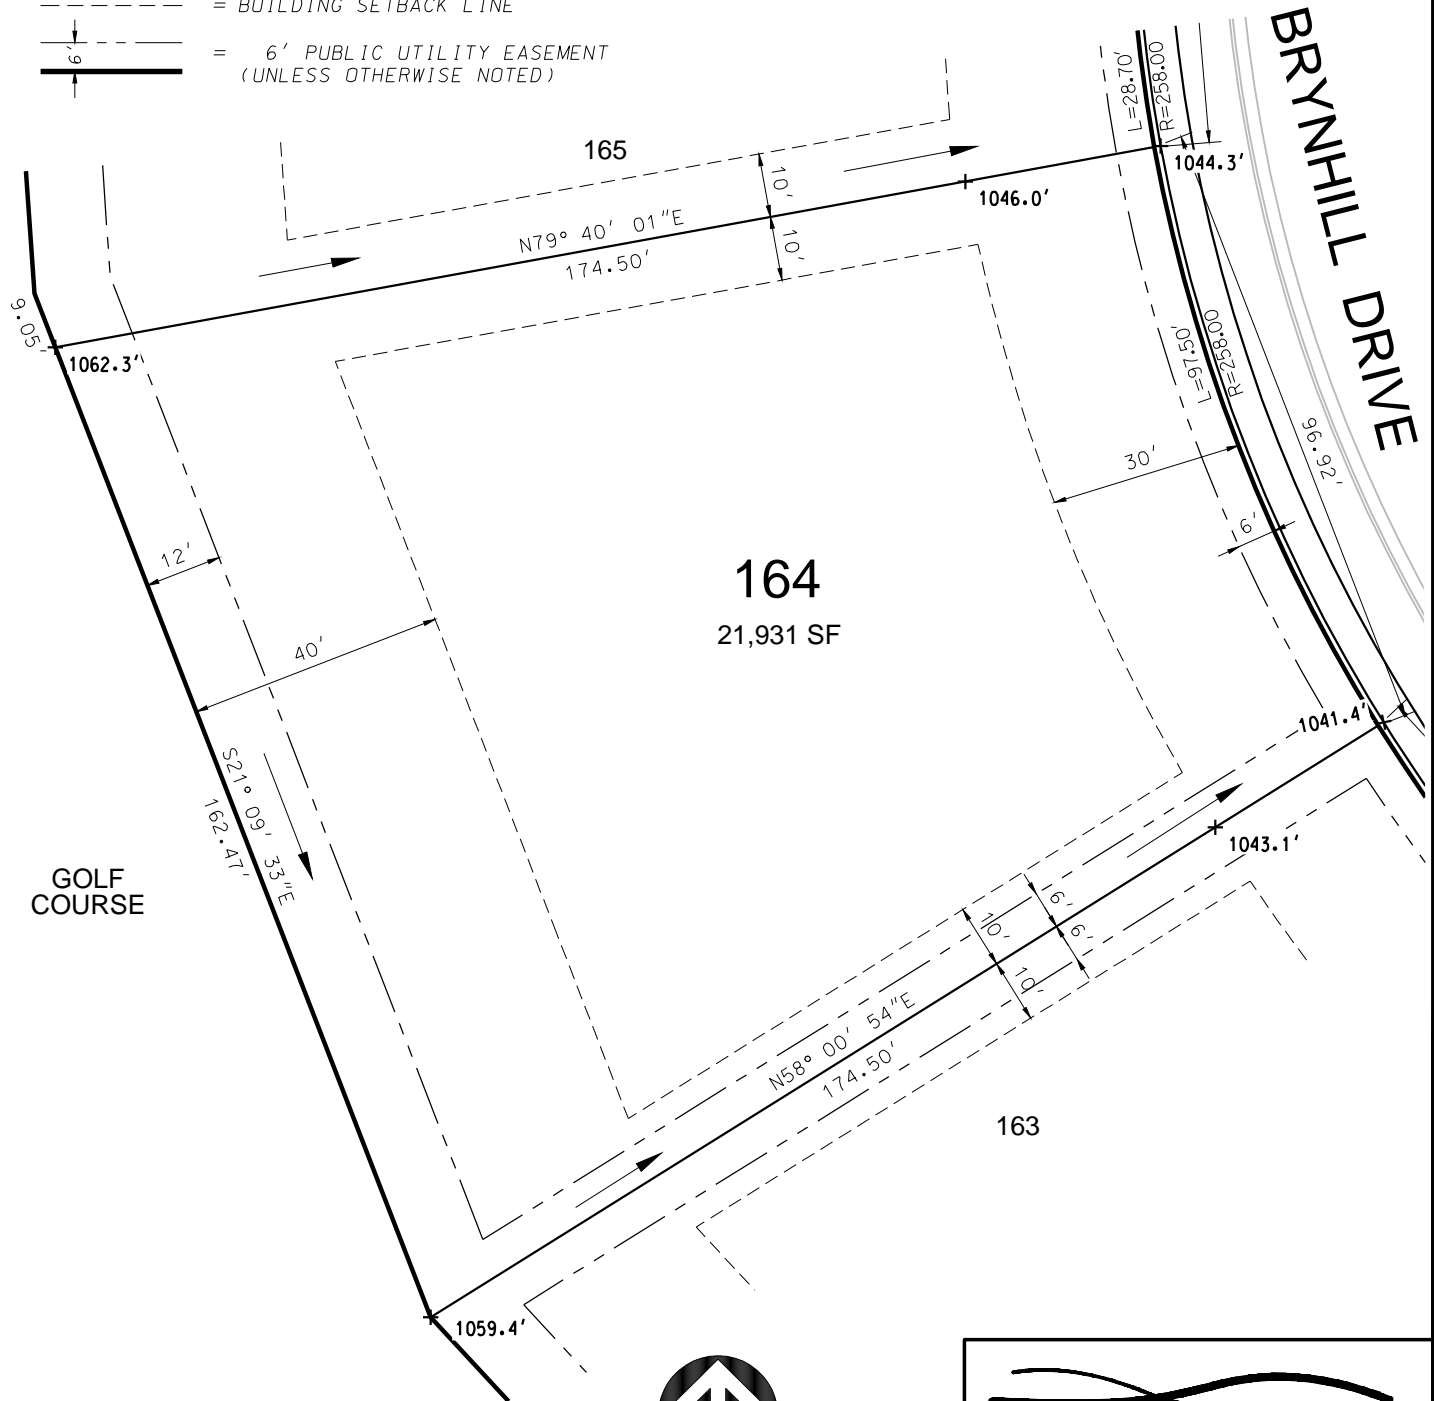 = BUILDING SETBACK LINE
6'
= 6' PUBLIC UTILITY EASEMENT
(UNLESS OTHERWISE NOTED)
BRYNHILL DRIVE
L=28.70'
R=258.00
165
10'
1044.3'
1046.0'
N79° 40' 01"E
174.50'
10'
9.05
1062.3'
L=97.50'
R=258.00
96.92'
30'
6'
12'
164
21,931 SF
40'
1041.4'
S21° 09' 33"E
162.47'
1043.1'
GOLF
COURSE
6'
10'
6'
10'
N58° 00' 54"E
174.50'
163
1059.4'